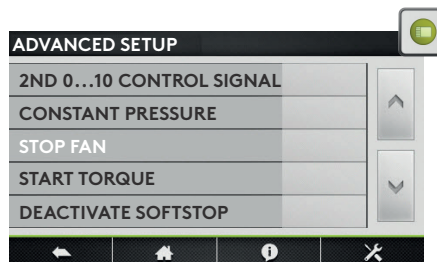 ADVANCED SETUP
2ND 0...10 CONTROL SIGNAL
CONSTANT PRESSURE
STOP FAN
START TORQUE
DEACTIVATE SOFTSTOP